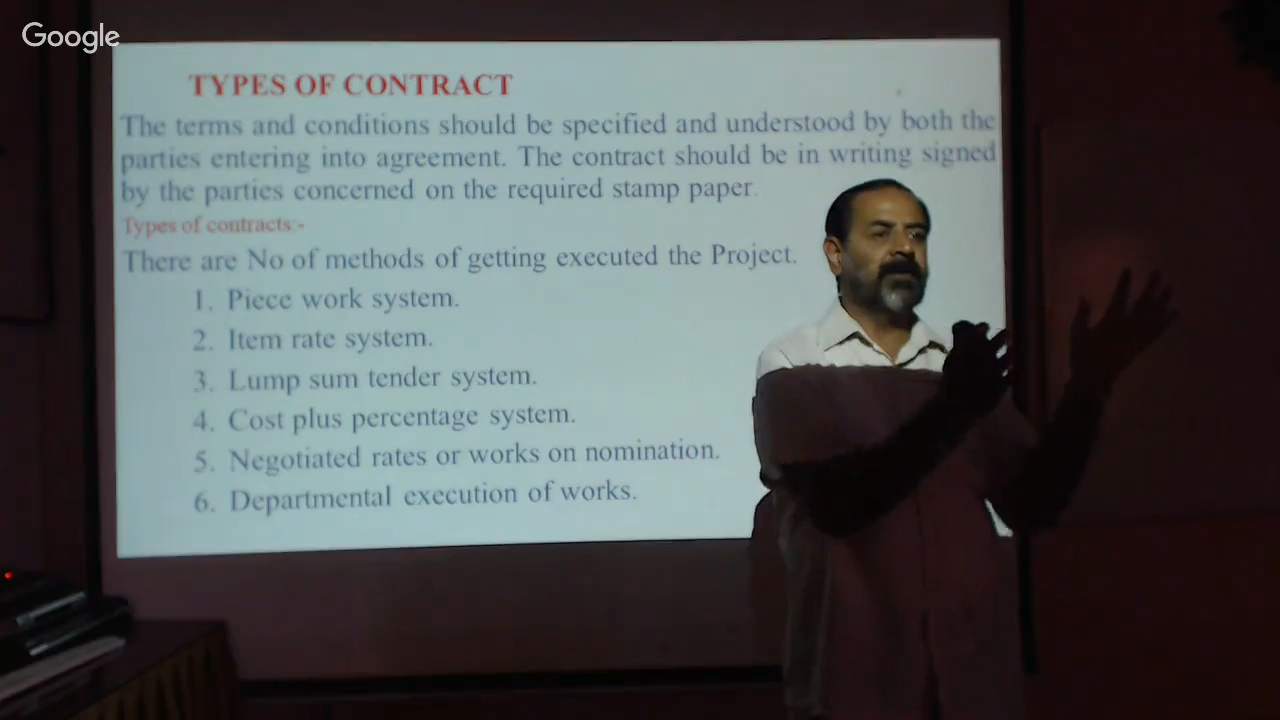 Google
TYPES OF CONTRACT
The terms and conditions should be specified and understood by both the
parties entering into agreement. The contract should be in writing signed
by the parties concerned on the required stamp paper.
Types of contracts:-
There are No of methods of getting executed the Project.
1. Piece work system.
2. Item rate system.
3. Lump sum tender system.
4. Cost plus percentage system.
5. Negotiated rates or works on nomination.
6. Departmental execution of works.